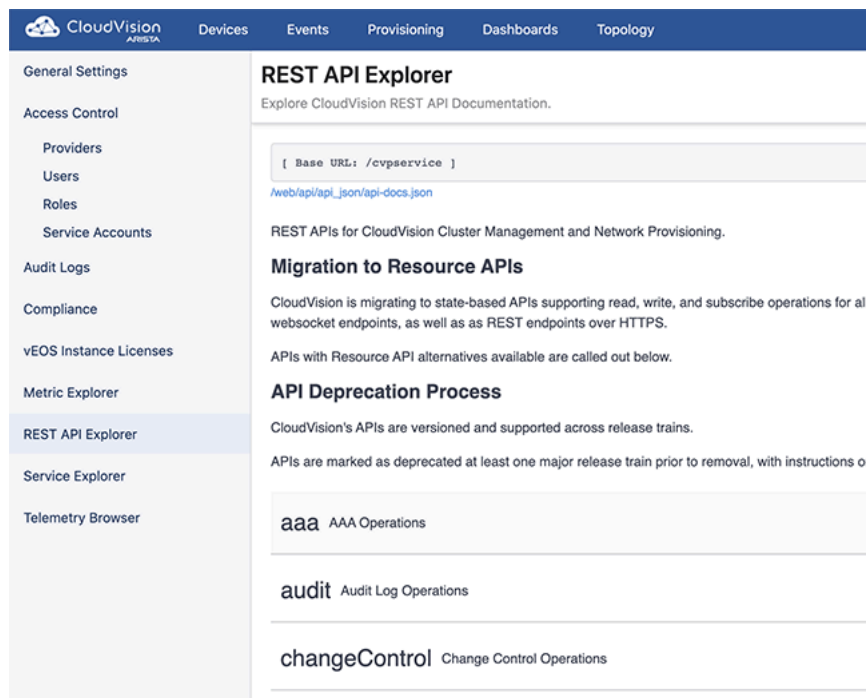 CloudVision
ARISTA
Devices
Events
Provisioning
Dashboards
Topology
General Settings
Access Control
Providers
Users
Roles
Service Accounts
Audit Logs
Compliance
vEOS Instance Licenses
Metric Explorer
REST API Explorer
Service Explorer
Telemetry Browser
REST API Explorer
Explore CloudVision REST API Documentation.
[ Base URL: /cvpservice ]
/web/api/api_json/api-docs.json
REST APIs for CloudVision Cluster Management and Network Provisioning.
Migration to Resource APIs
CloudVision is migrating to state-based APIs supporting read, write, and subscribe operations for al
websocket endpoints, as well as as REST endpoints over HTTPS.
APIs with Resource API alternatives available are called out below.
API Deprecation Process
CloudVision's APIs are versioned and supported across release trains.
APIs are marked as deprecated at least one major release train prior to removal, with instructions o
aaa AAA Operations
audit Audit Log Operations
changeControl Change Control Operations